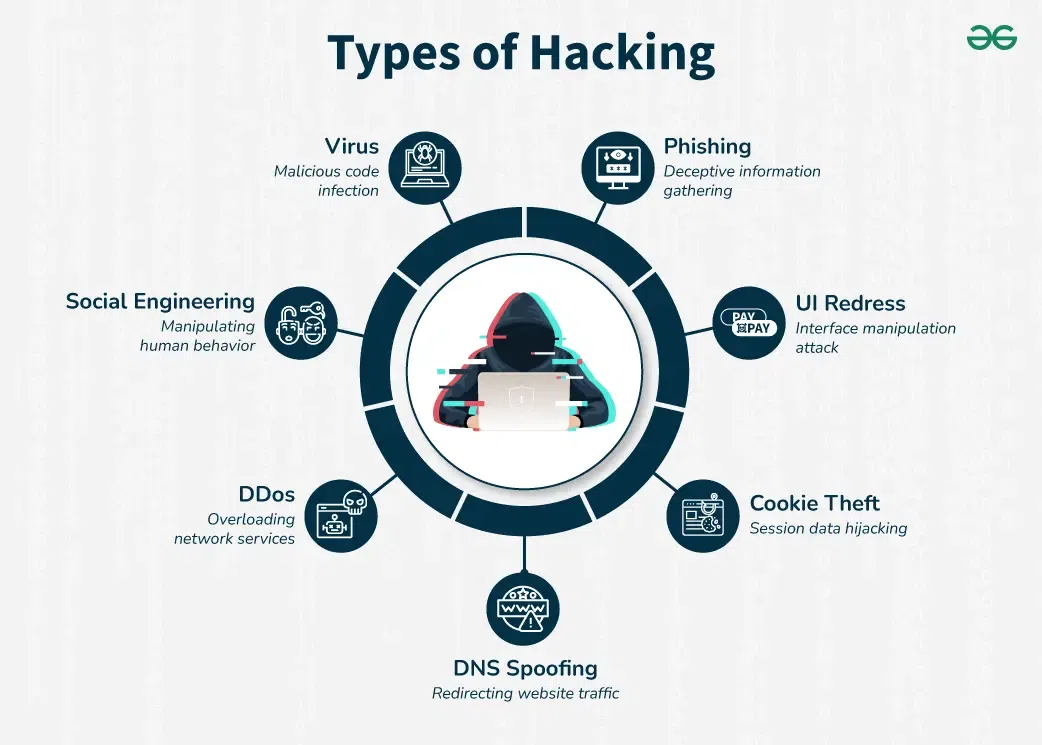 Types of Hacking
Virus
Malicious code
infection
Phishing
Deceptive information
gathering
Social Engineering
Manipulating
human behavior
UI Redress
Interface manipulation
attack
PAY
PAY
DDos
Overloading
network services
Cookie Theft
Session data hijacking
WWW
DNS Spoofing
Redirecting website traffic